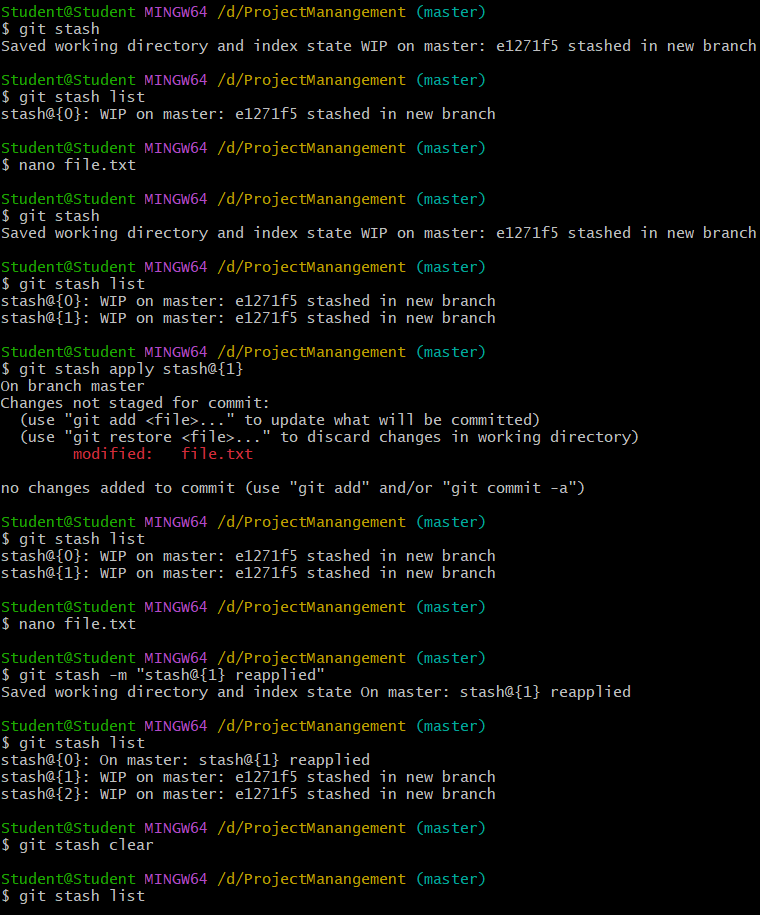 Student@Student MINGW64 /d/ProjectManangement (master)
$ git stash
Saved working directory and index state WIP on master: e1271f5 stashed in new branch

Student@Student MINGW64 /d/ProjectManangement (master)
$ git stash list
stash@{0}: WIP on master: e1271f5 stashed in new branch

Student@Student MINGW64 /d/ProjectManangement (master)
$ nano file.txt

Student@Student MINGW64 /d/ProjectManangement (master)
$ git stash
Saved working directory and index state WIP on master: e1271f5 stashed in new branch

Student@Student MINGW64 /d/ProjectManangement (master)
$ git stash list
stash@{0}: WIP on master: e1271f5 stashed in new branch
stash@{1}: WIP on master: e1271f5 stashed in new branch

Student@Student MINGW64 /d/ProjectManangement (master)
$ git stash apply stash@{1}
On branch master
Changes not staged for commit:
  (use "git add <file>..." to update what will be committed)
  (use "git restore <file>..." to discard changes in working directory)
        modified:   file.txt

no changes added to commit (use "git add" and/or "git commit -a")

Student@Student MINGW64 /d/ProjectManangement (master)
$ git stash list
stash@{0}: WIP on master: e1271f5 stashed in new branch
stash@{1}: WIP on master: e1271f5 stashed in new branch

Student@Student MINGW64 /d/ProjectManangement (master)
$ nano file.txt

Student@Student MINGW64 /d/ProjectManangement (master)
$ git stash -m "stash@{1} reapplied"
Saved working directory and index state On master: stash@{1} reapplied

Student@Student MINGW64 /d/ProjectManangement (master)
$ git stash list
stash@{0}: On master: stash@{1} reapplied
stash@{1}: WIP on master: e1271f5 stashed in new branch
stash@{2}: WIP on master: e1271f5 stashed in new branch

Student@Student MINGW64 /d/ProjectManangement (master)
$ git stash clear

Student@Student MINGW64 /d/ProjectManangement (master)
$ git stash list